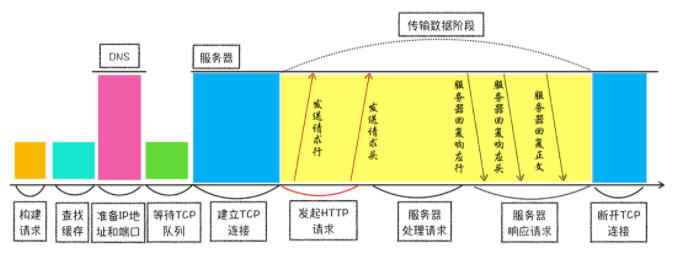 传输数据阶段
DNS
服务器
发送请求行
发送请求头
服务器回复响应行
服务器回复响应头
服务器回复正文
构建
请求
查找
缓存
准备IP地
址和端口
等待TCP
队列
建立TCP
连接
发起HTTP
请求
服务器
处理请求
服务器
响应请求
断开TCP
连接